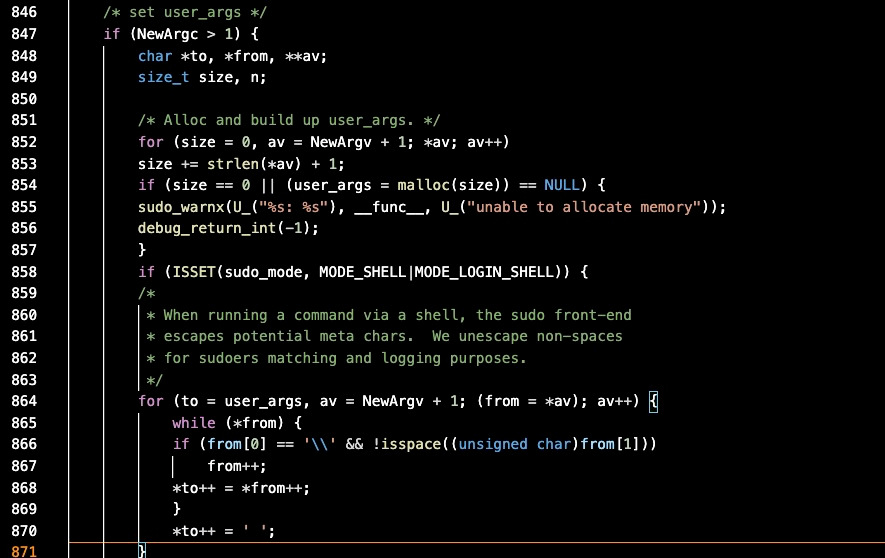 846 /* set user_args */
847 if (NewArgc > 1) {
848 char *to, *from, **av;
849 size_t size, n;
850
851 /* Alloc and build up user_args. */
852 for (size = 0, av = NewArgv + 1; *av; av++)
853 size += strlen(*av) + 1;
854 if (size == 0 || (user_args = malloc(size)) == NULL) {
855 sudo_warnx(U_("%s: %s"), __func__, U_("unable to allocate memory"));
856 debug_return_int(-1);
857 }
858 if (ISSET(sudo_mode, MODE_SHELL|MODE_LOGIN_SHELL)) {
859 /*
860 * When running a command via a shell, the sudo front-end
861 * escapes potential meta chars.  We unescape non-spaces
862 * for sudoers matching and logging purposes.
863 */
864 for (to = user_args, av = NewArgv + 1; (from = *av); av++) {
865 while (*from) {
866 if (from[0] == '\\' && !isspace((unsigned char)from[1]))
867 from++;
868 *to++ = *from++;
869 }
870 *to++ = ' ';
871 }